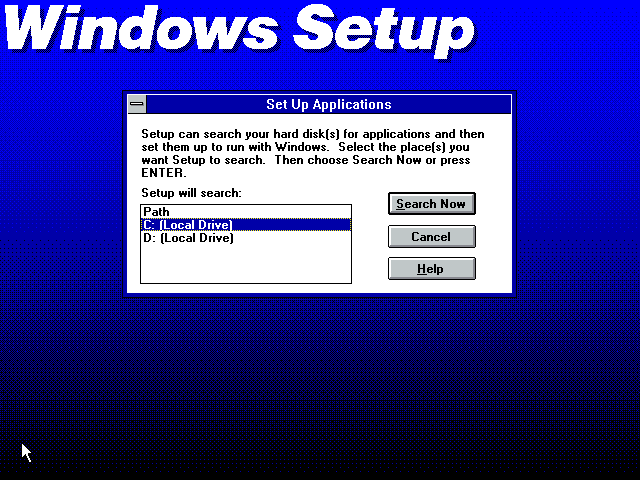 Windows Setup
Set Up Applications
Setup can search your hard disk(s) for applications and then
set them up to run with Windows.  Select the place(s) you
want Setup to search.  Then choose Search Now or press
ENTER.
Setup will search:
Path
C: (Local Drive)
D: (Local Drive)
Search Now
Cancel
Help